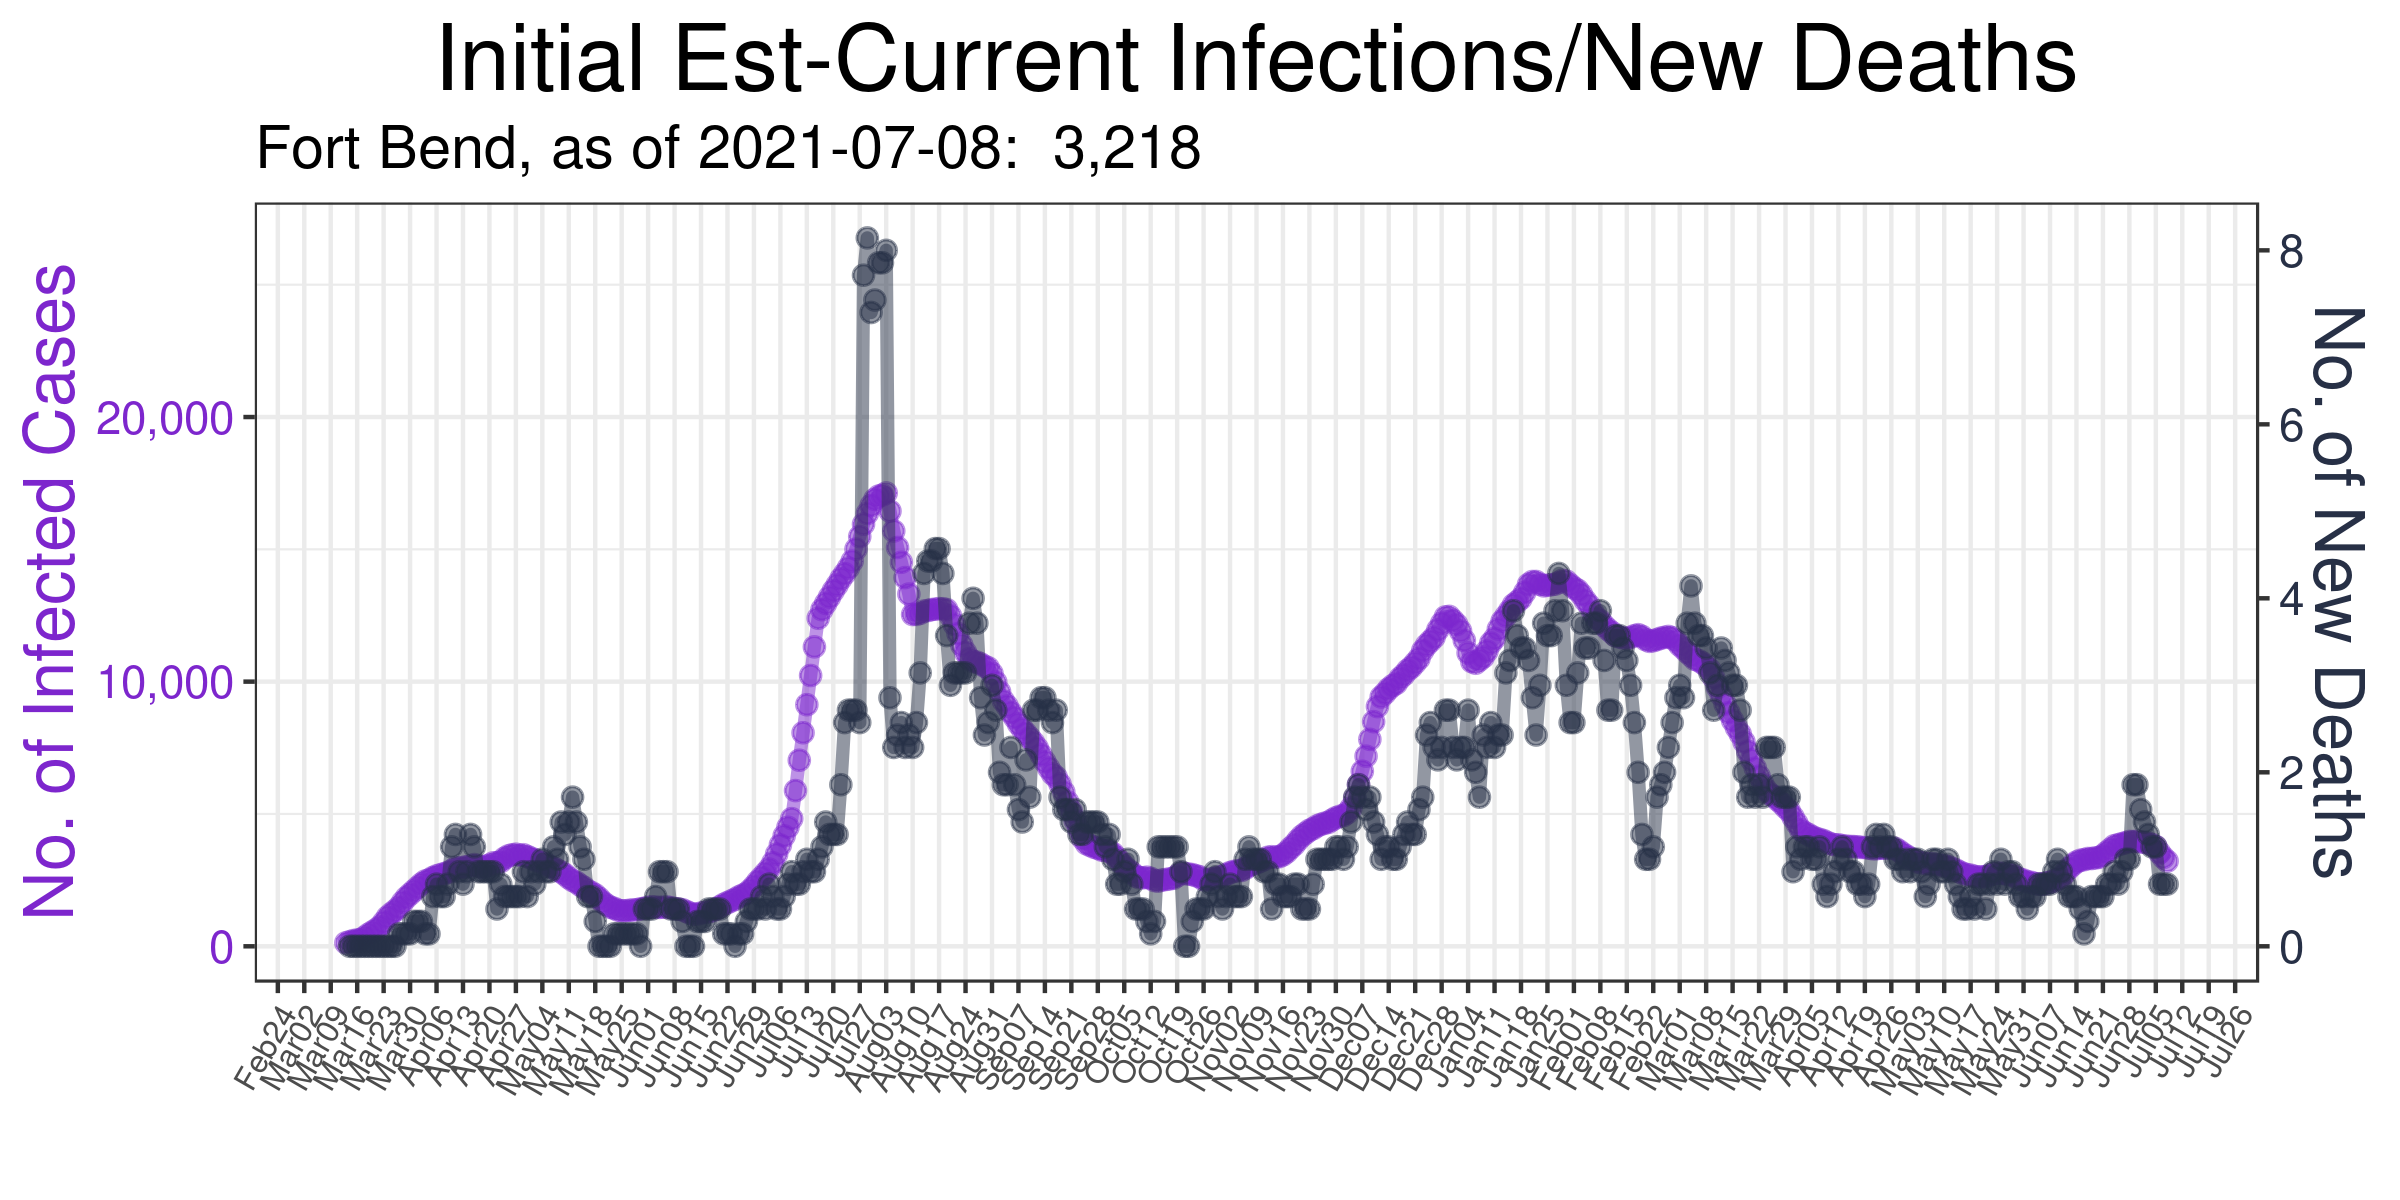 Initial Est-Current Infections/New Deaths
Fort Bend, as of 2021-07-08:  3,218
No. of Infected Cases
20,000
10,000
0
8
6
4
2
0
No. of New Deaths
Feb24
Mar02
Mar09
Mar16
Mar23
Mar30
Apr06
Apr13
Apr20
Apr27
May04
May11
May18
May25
Jun01
Jun08
Jun15
Jun22
Jun29
Jul06
Jul13
Jul20
Jul27
Aug03
Aug10
Aug17
Aug24
Aug31
Sep07
Sep14
Sep21
Sep28
Oct05
Oct12
Oct19
Oct26
Nov02
Nov09
Nov16
Nov23
Nov30
Dec07
Dec14
Dec21
Dec28
Jan04
Jan11
Jan18
Jan25
Feb01
Feb08
Feb15
Feb22
Mar01
Mar08
Mar15
Mar22
Mar29
Apr05
Apr12
Apr19
Apr26
May03
May10
May17
May24
May31
Jun07
Jun14
Jun21
Jun28
Jul05
Jul12
Jul19
Jul26